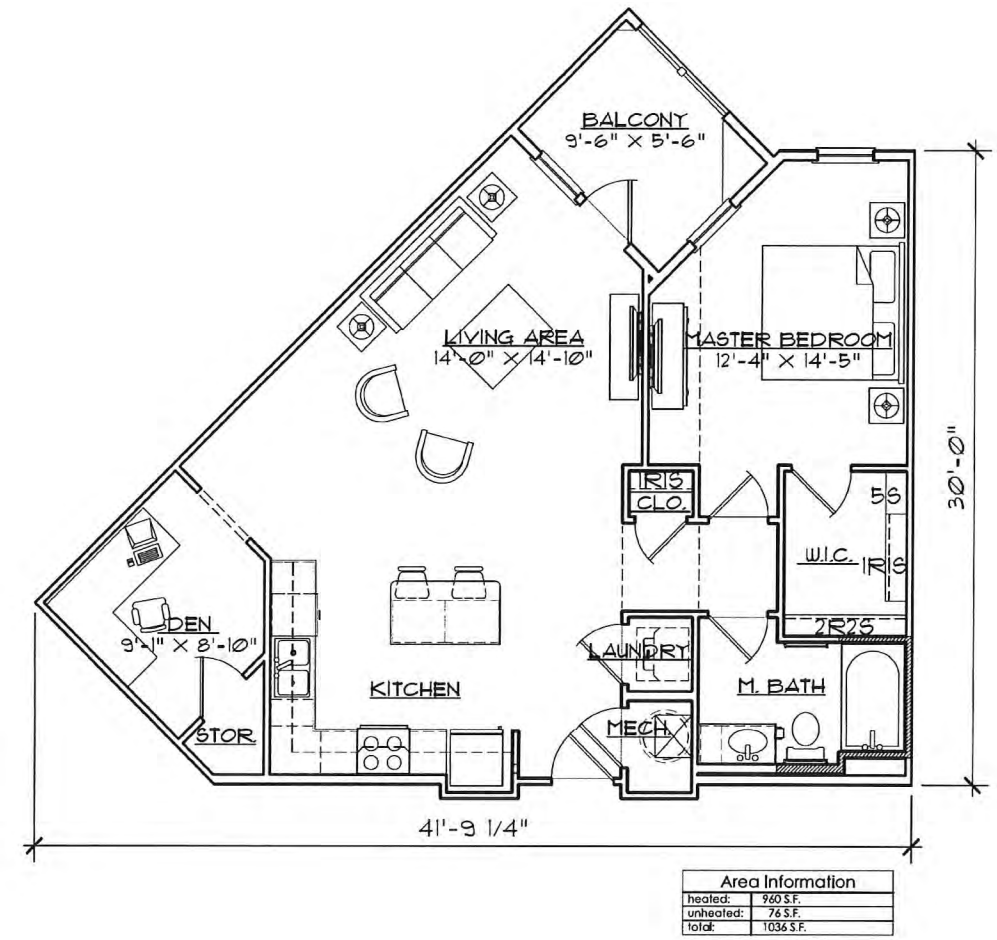 BALCONY
9'-6" X 5'-6"
LIVING AREA
14'-0" X 14'-10"
MASTER BEDROOM
12'-4" X 14'-5"
30'-0"
1R1S
CLO.
5S
W.I.C.
1R1S
DEN
9'-1" X 8'-10"
2R2S
LAUNDRY
KITCHEN
M. BATH
STOR.
MECH.
41'-9 1/4"
Area Information
heated: 960 S.F.
unheated: 76 S.F.
total: 1036 S.F.